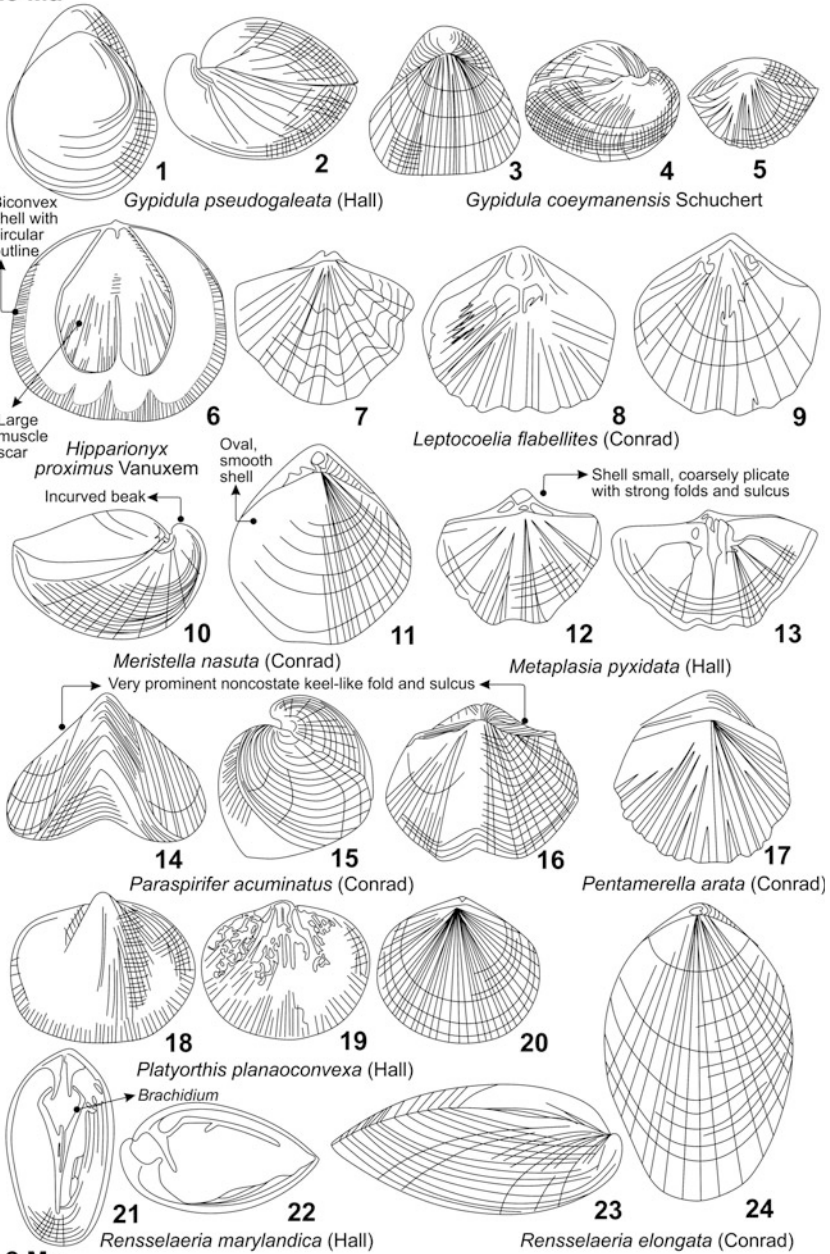 1
2
3
4
5
Gypidula pseudogaleata (Hall)
Gypidula coeymanensis Schuchert
Biconvex
shell with
circular
outline
6
7
8
9
Large
muscle
scar
Hipparionyx
proximus Vanuxem
Leptocoelia flabellites (Conrad)
Oval,
smooth
shell
Incurved beak
Shell small, coarsely plicate
with strong folds and sulcus
10
11
12
13
Meristella nasuta (Conrad)
Metaplasia pyxidata (Hall)
Very prominent noncostate keel-like fold and sulcus
14
15
16
17
Paraspirifer acuminatus (Conrad)
Pentamerella arata (Conrad)
18
19
20
Platyorthis planaoconvexa (Hall)
Brachidium
21
22
23
24
Rensselaeria marylandica (Hall)
Rensselaeria elongata (Conrad)